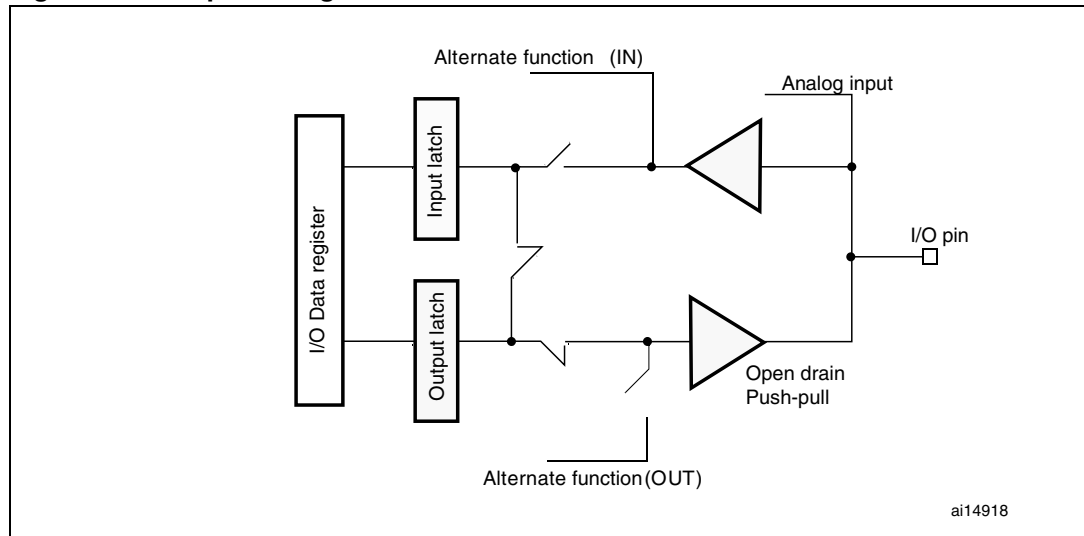 Alternate function (IN)
Analog input
Input latch
I/O Data register
I/O pin
Output latch
Open drain
Push-pull
Alternate function(OUT)
ai14918